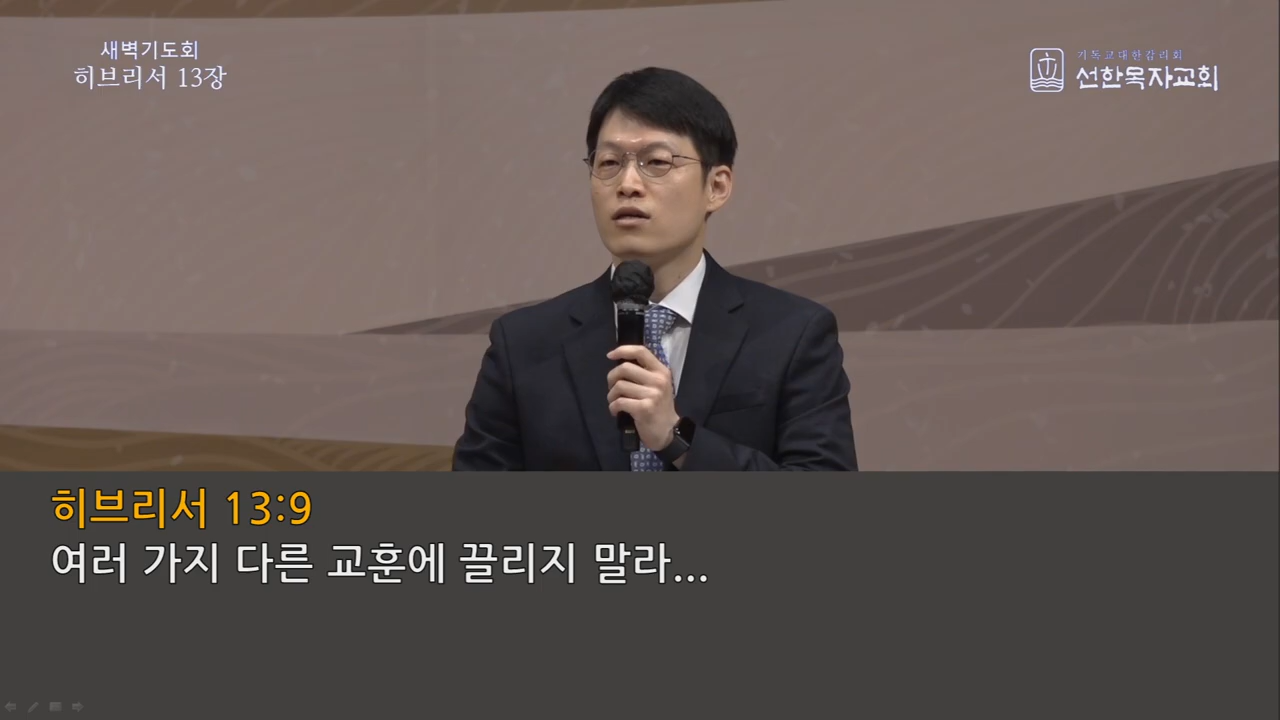 새벽기도회
히브리서 13장
기독교대한감리회
선한목자교회
히브리서 13:9
여러 가지 다른 교훈에 끌리지 말라...